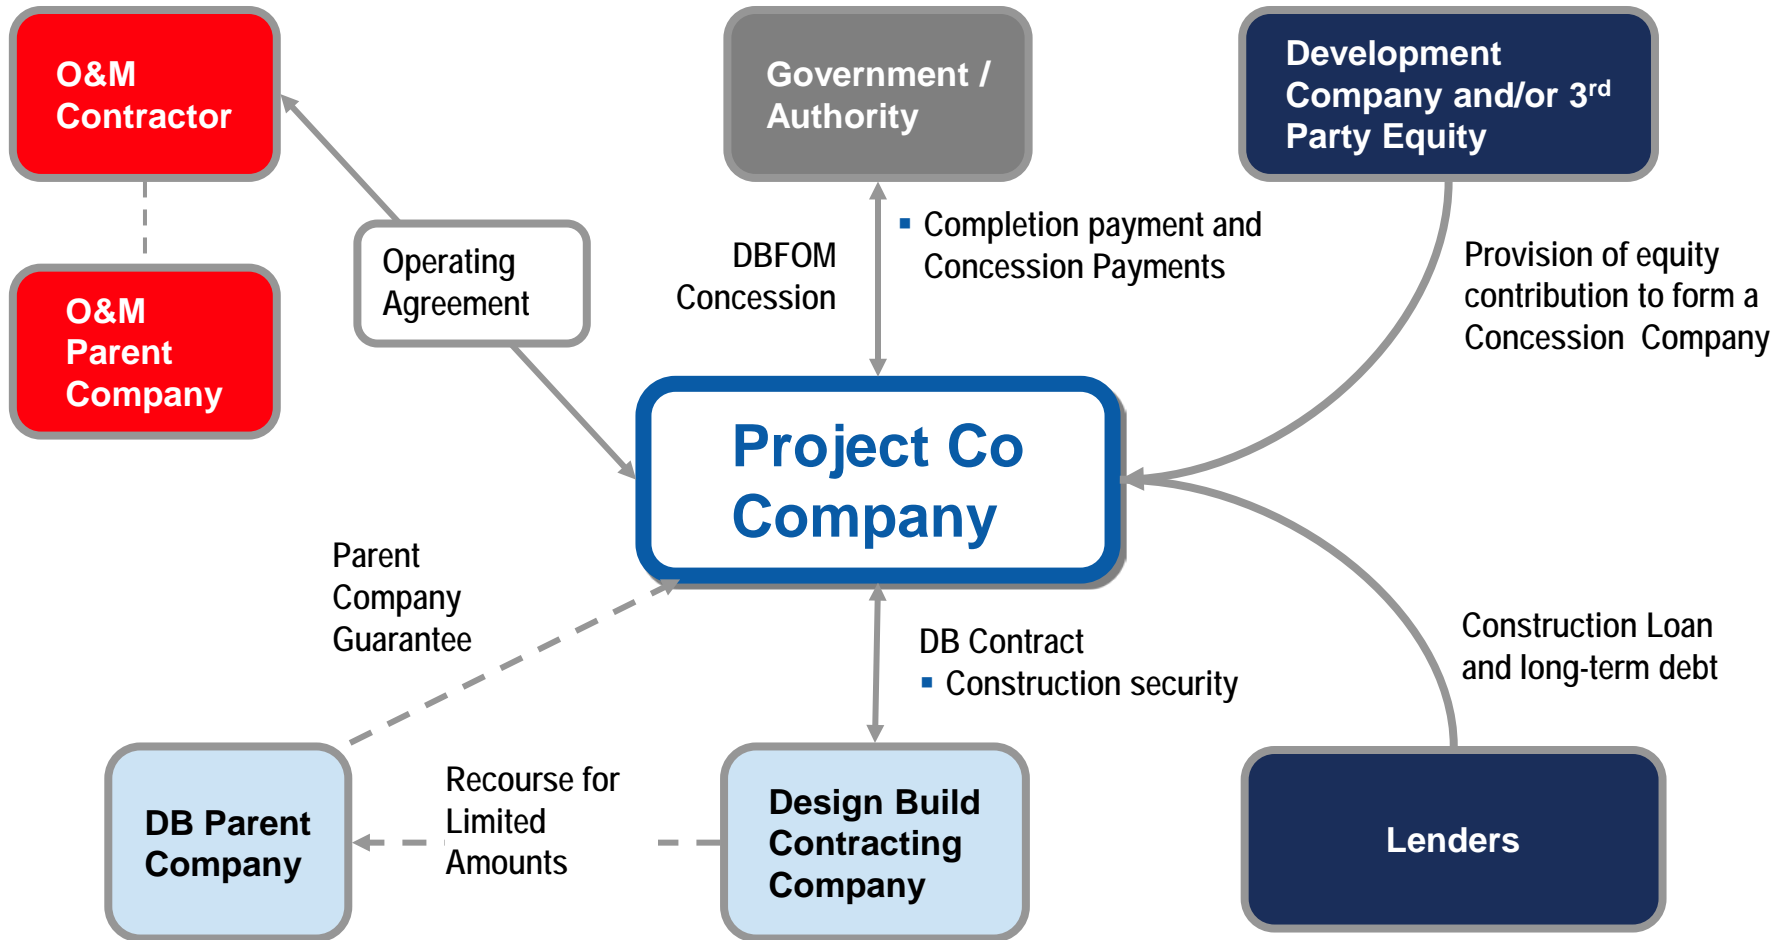 O&M
Contractor
Government /
Authority
Development
Company and/or 3rd
Party Equity
O&M
Parent
Company
Operating
Agreement
DBFOM
Concession
▪ Completion payment and
Concession Payments
Provision of equity
contribution to form a
Concession Company
Project Co
Company
Parent
Company
Guarantee
DB Contract
▪ Construction security
Construction Loan
and long-term debt
DB Parent
Company
Recourse for
Limited
Amounts
Design Build
Contracting
Company
Lenders